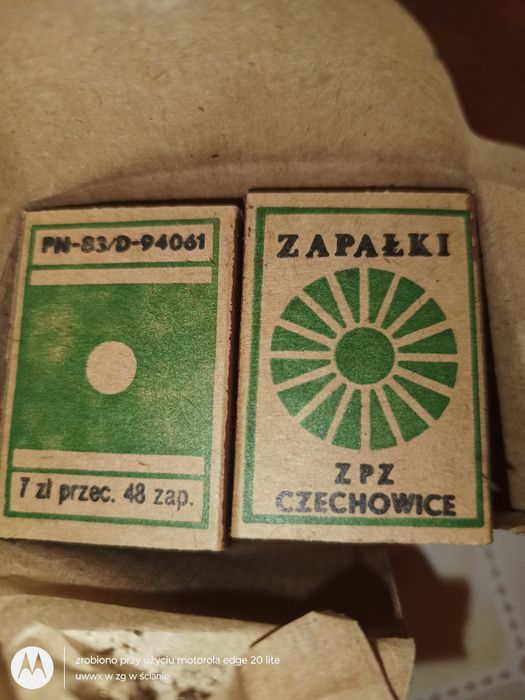 PN-83/D-94061
7 zł przec. 48 zap.
ZAPAŁKI
ZPZ
CZECHOWICE
zrobiono przy użyciu motorola edge 20 lite
uwwx w zg w ścianie